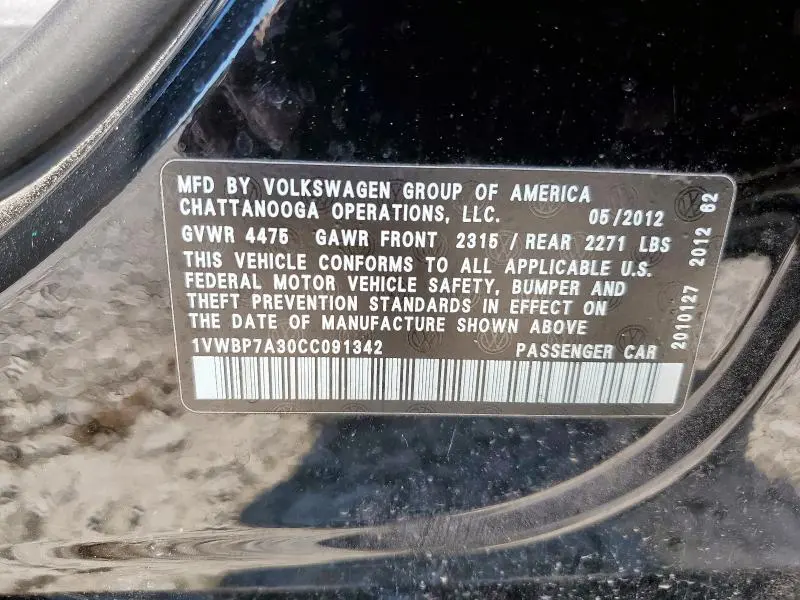 MFD BY VOLKSWAGEN GROUP OF AMERICA
CHATTANOOGA OPERATIONS, LLC. 05/2012
GVWR 4475 GAWR FRONT 2315 / REAR 2271 LBS
THIS VEHICLE CONFORMS TO ALL APPLICABLE U.S.
FEDERAL MOTOR VEHICLE SAFETY, BUMPER AND
THEFT PREVENTION STANDARDS IN EFFECT ON
THE DATE OF MANUFACTURE SHOWN ABOVE
1VWBP7A30CC091342 PASSENGER CAR
2010127 2012 62